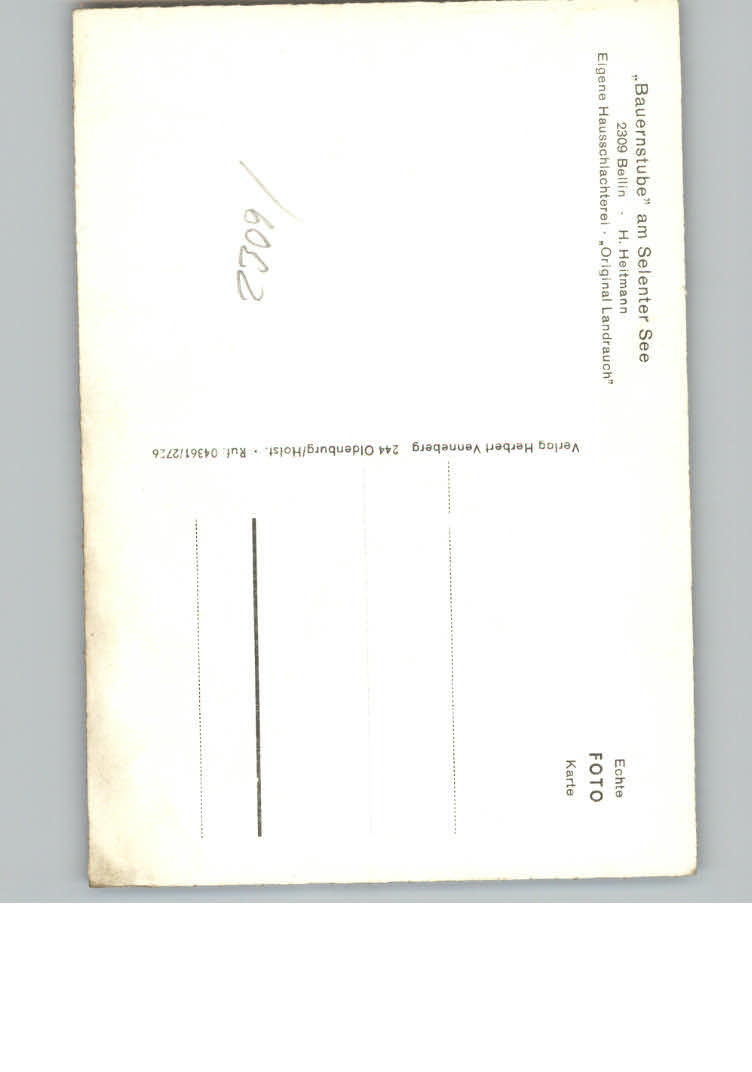 „Bauernstube” am Selenter See
2309 Bellin - H. Heitmann
Eigene Hausschlachterei · „Original Landrauch”
2309
Verlag Herbert Venneberg 244 Oldenburg/Holst. · Ruf. 04361/2726
Echte
FOTO
Karte